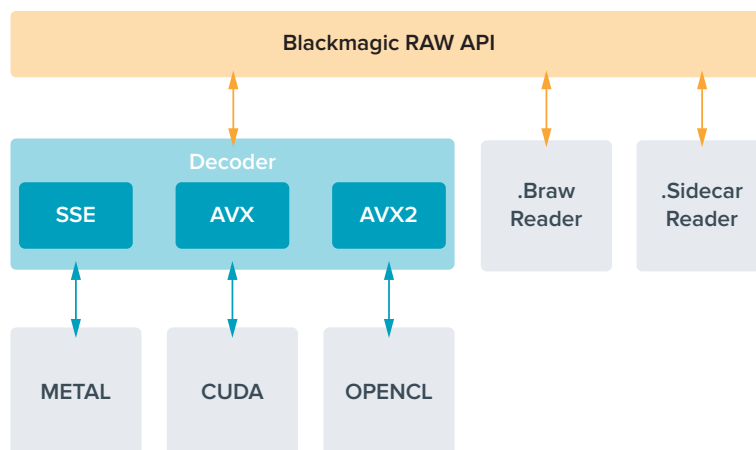 Blackmagic RAW API
Decoder
SSE
AVX
AVX2
.Braw
Reader
.Sidecar
Reader
METAL
CUDA
OPENCL